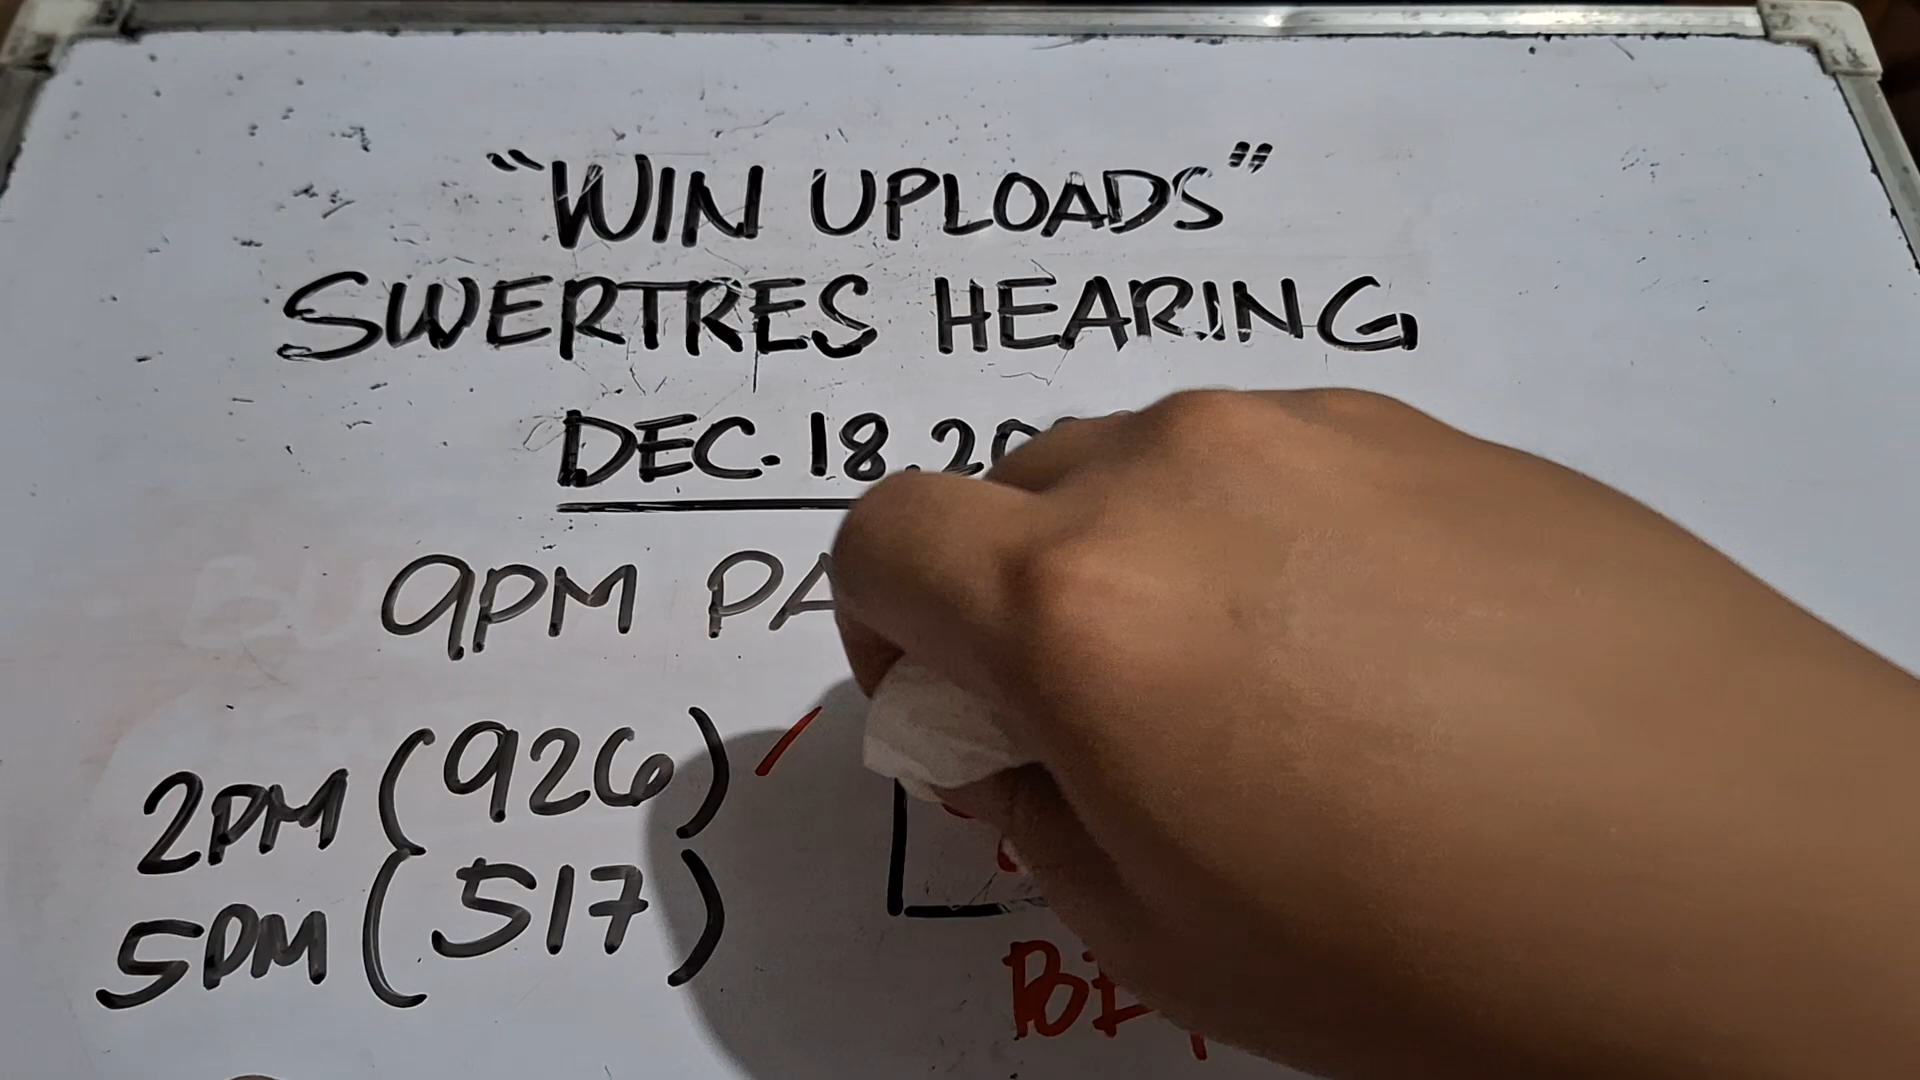 “WIN UPLOADS”
SWERTRES HEARING
DEC. 18. 20
9PM PA
2PM (926)
5PM (517)